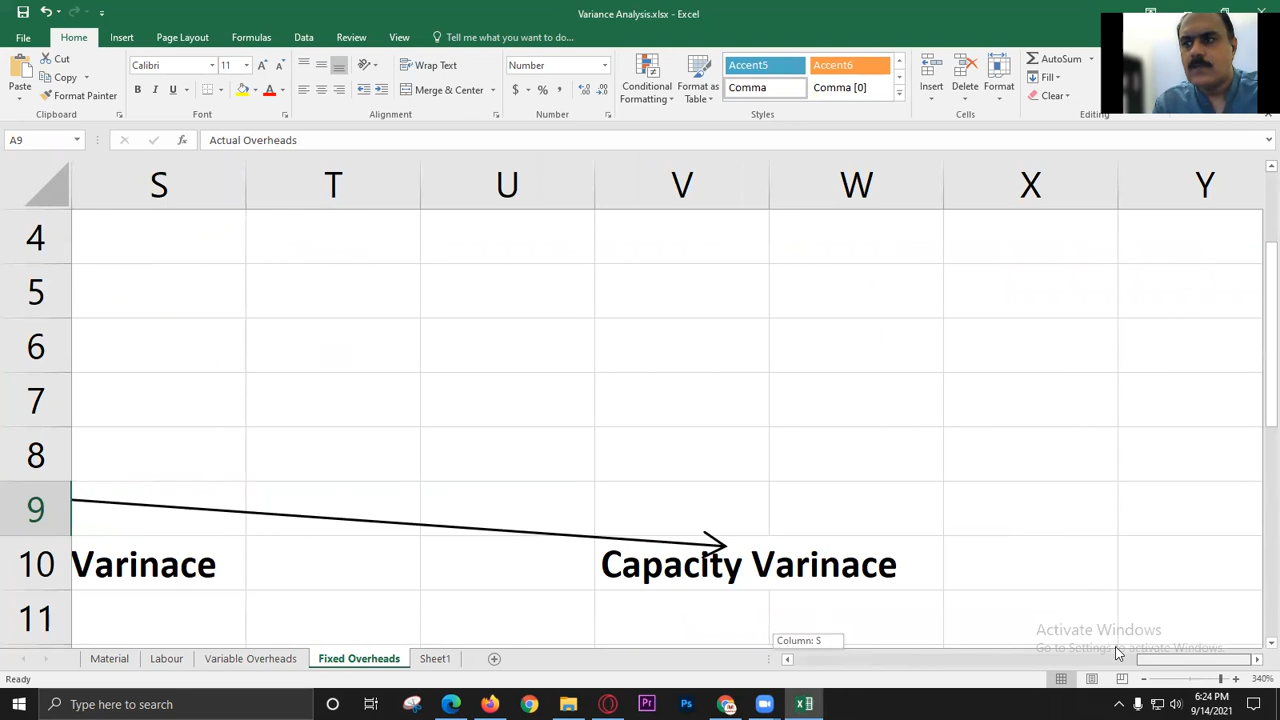 Variance Analysis.xlsx - Excel
File Home Insert Page Layout Formulas Data Review View Tell me what you want to do...
Cut
Calibri 11
Wrap Text
Number
Accent5 Accent6
AutoSum
Copy
Paste
Conditional Formatting
Format as Table
Insert Delete Format
Fill
Format Painter
B I U
Merge & Center
$ % ,
Comma Comma [0]
Clear
Clipboard Font Alignment Number Styles Cells Editing
A9 fx Actual Overheads
S T U V W X Y
4
5
6
7
8
9
10 Varinace Capacity Varinace
11
Activate Windows
Go to Settings to activate Windows.
Column: S
Material Labour Variable Overheads Fixed Overheads Sheet1
Ready 340%
Type here to search
6:24 PM
9/14/2021